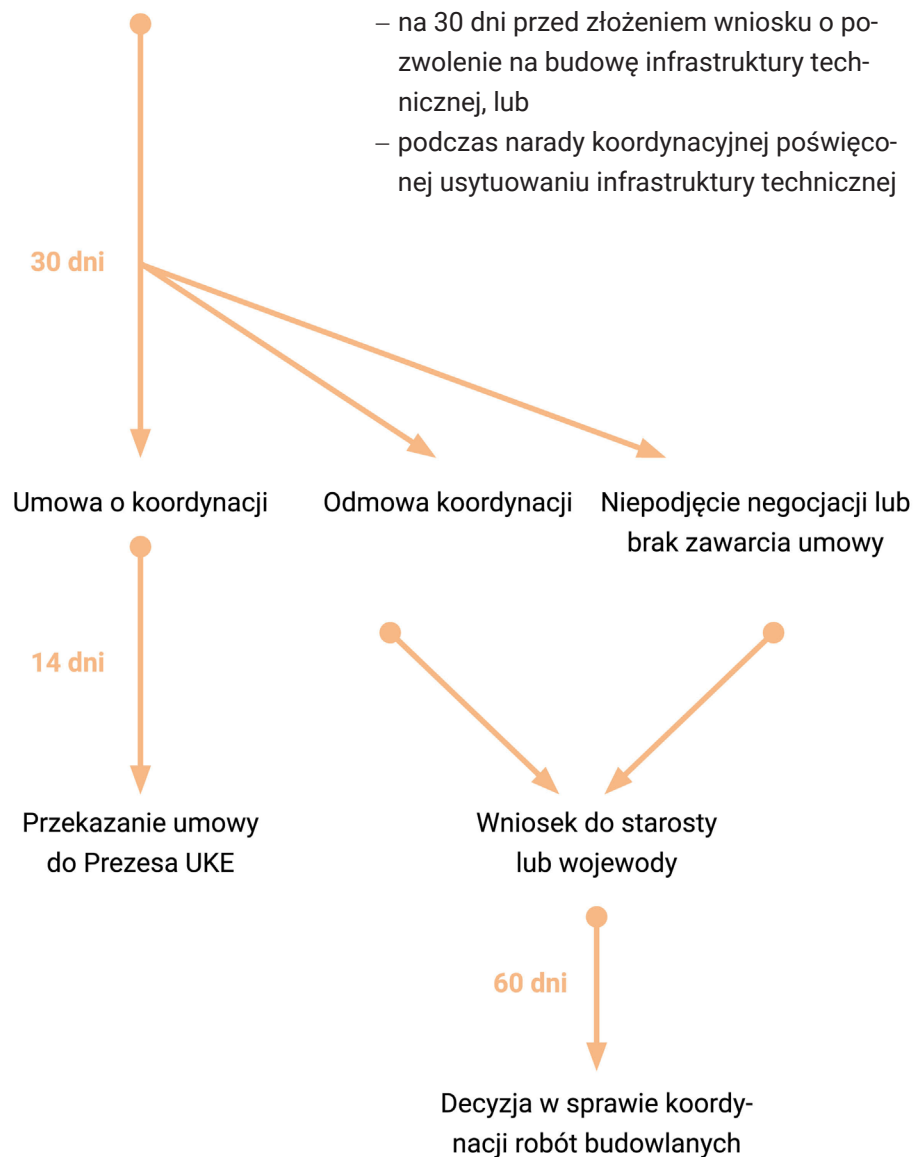 – na 30 dni przed złożeniem wniosku o po-
zwolenie na budowę infrastruktury tech-
nicznej, lub
– podczas narady koordynacyjnej poświęco-
nej usytuowaniu infrastruktury technicznej
30 dni
Umowa o koordynacji
Odmowa koordynacji
Niepodjęcie negocjacji lub
brak zawarcia umowy
14 dni
Przekazanie umowy
do Prezesa UKE
Wniosek do starosty
lub wojewody
60 dni
Decyzja w sprawie koordy-
nacji robót budowlanych